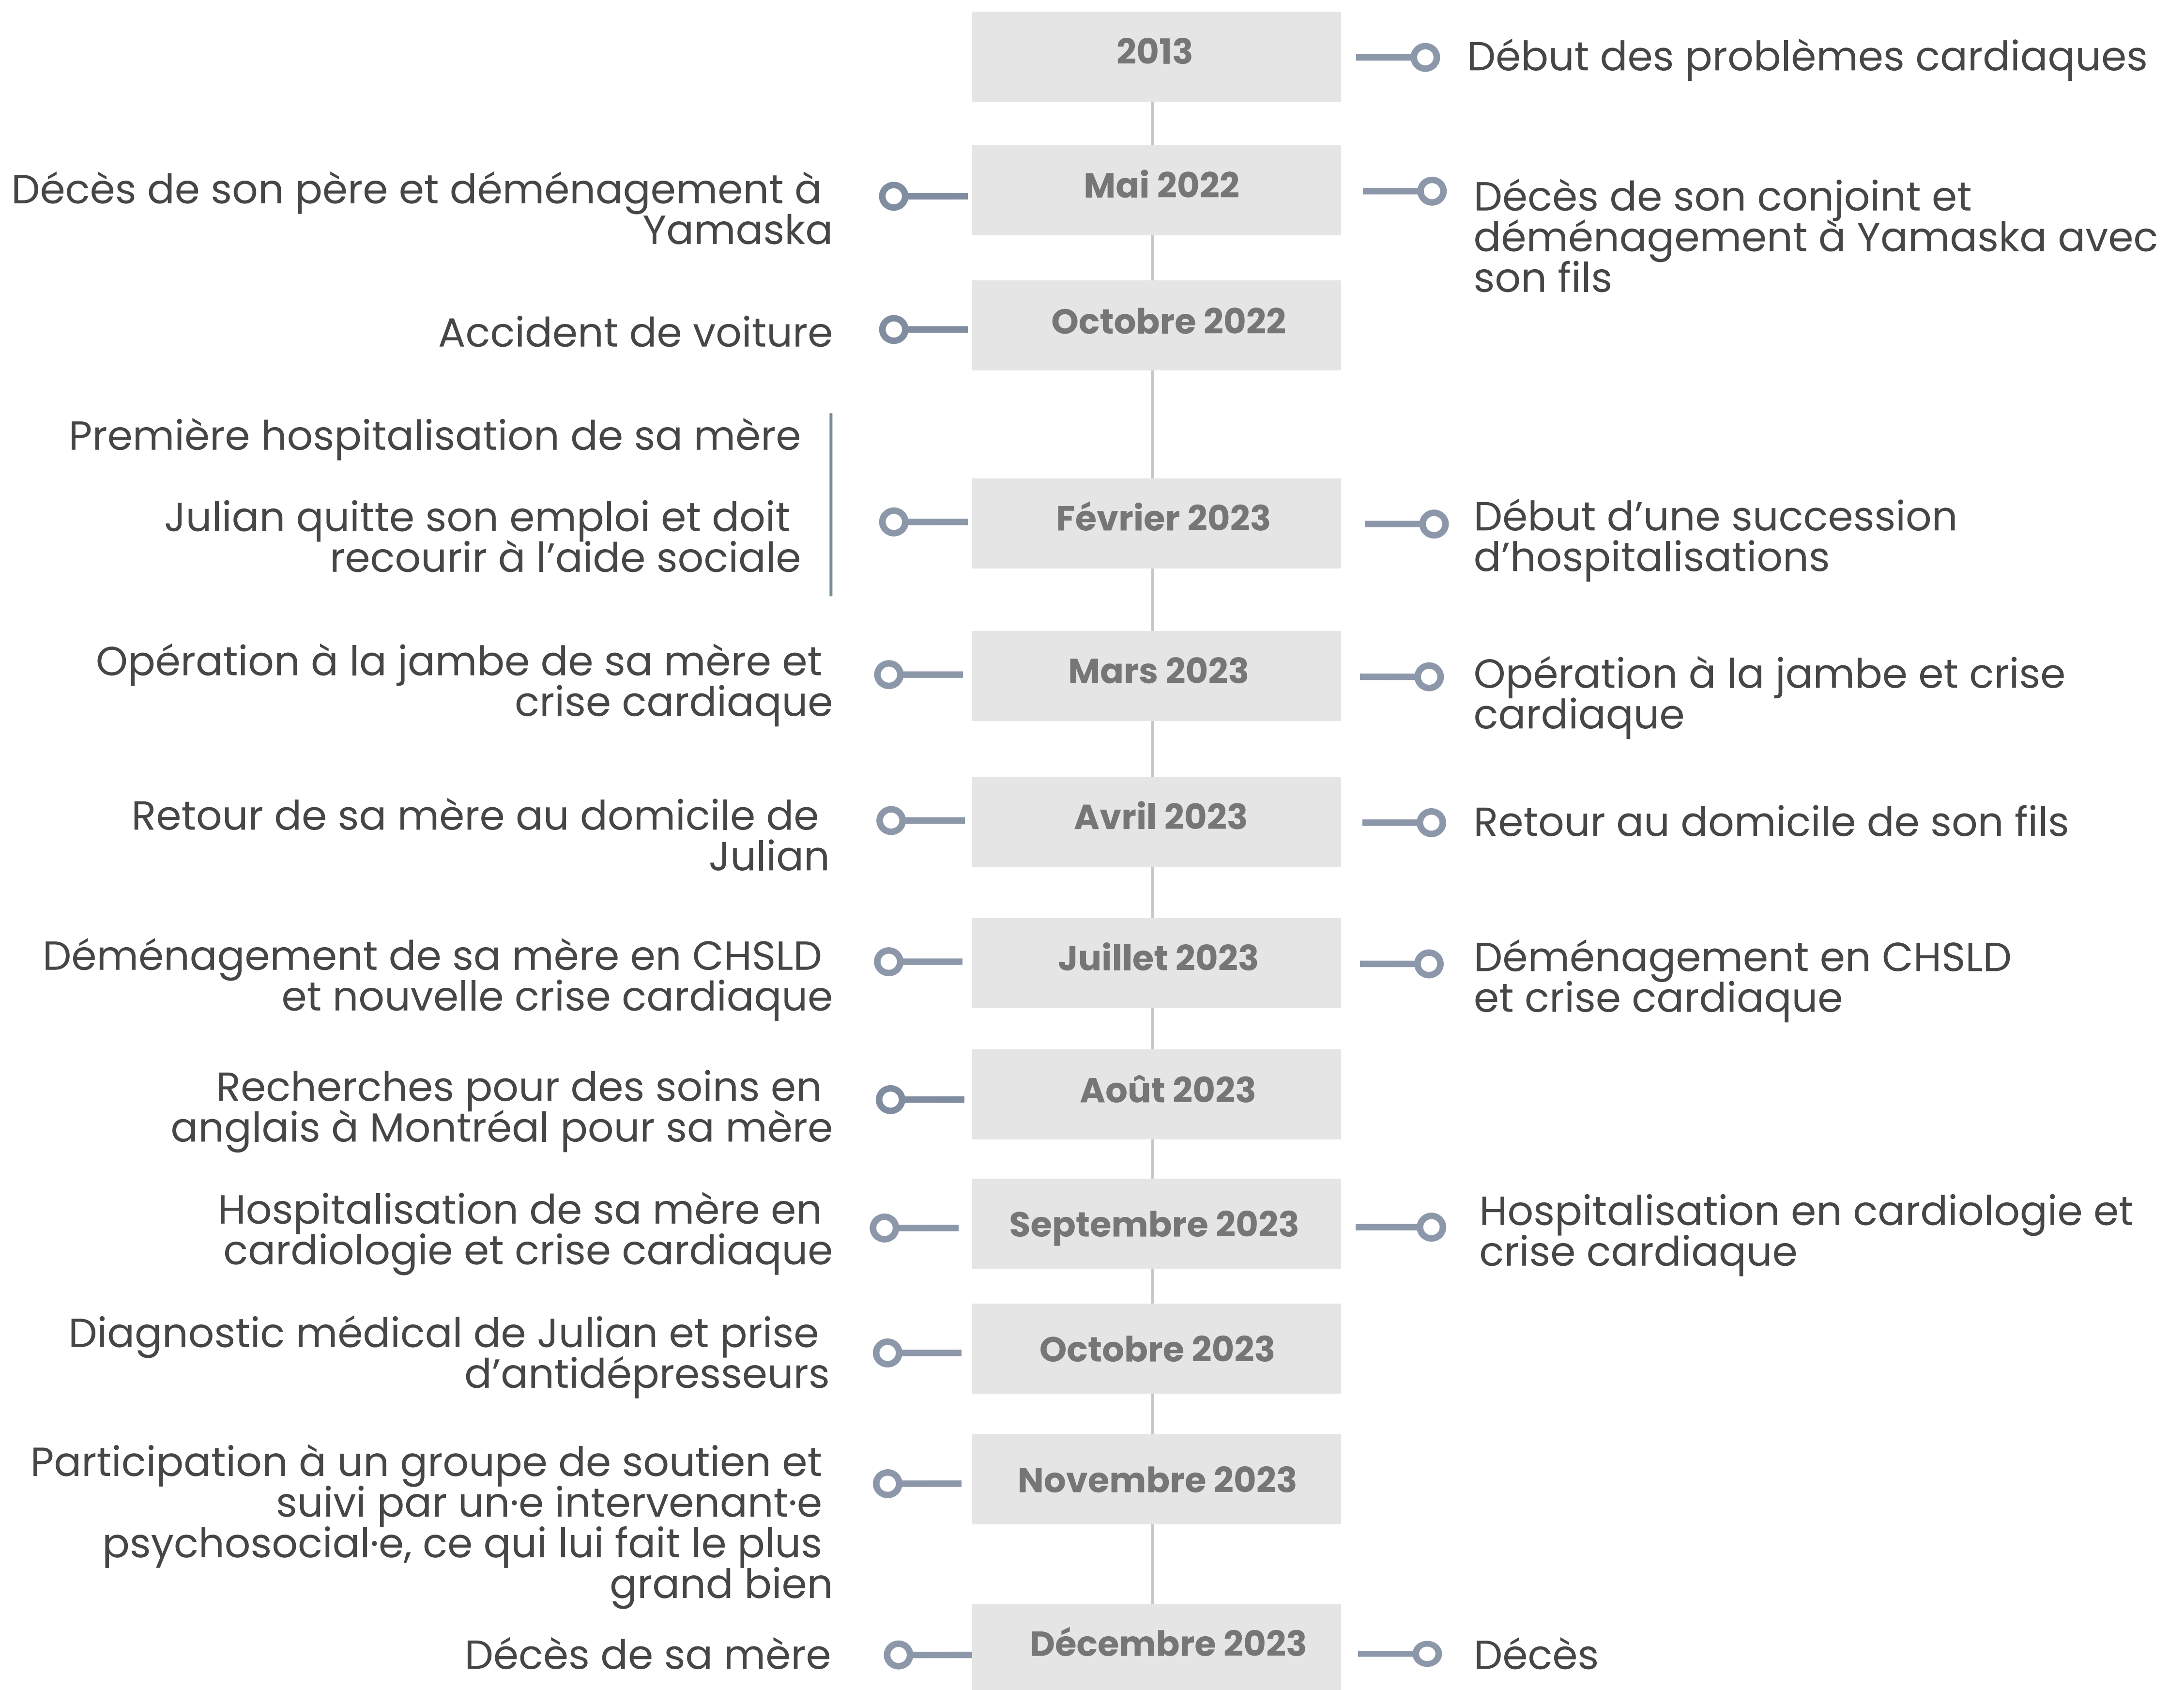 2013
Début des problèmes cardiaques
Décès de son père et déménagement à
Yamaska
Mai 2022
Décès de son conjoint et
déménagement à Yamaska avec
son fils
Accident de voiture
Octobre 2022
Première hospitalisation de sa mère
Julian quitte son emploi et doit
recourir à l’aide sociale
Février 2023
Début d’une succession
d’hospitalisations
Opération à la jambe de sa mère et
crise cardiaque
Mars 2023
Opération à la jambe et crise
cardiaque
Retour de sa mère au domicile de
Julian
Avril 2023
Retour au domicile de son fils
Déménagement de sa mère en CHSLD
et nouvelle crise cardiaque
Juillet 2023
Déménagement en CHSLD
et crise cardiaque
Recherches pour des soins en
anglais à Montréal pour sa mère
Août 2023
Hospitalisation de sa mère en
cardiologie et crise cardiaque
Septembre 2023
Hospitalisation en cardiologie et
crise cardiaque
Diagnostic médical de Julian et prise
d’antidépresseurs
Octobre 2023
Participation à un groupe de soutien et
suivi par un·e intervenant·e
psychosocial·e, ce qui lui fait le plus
grand bien
Novembre 2023
Décès de sa mère
Décembre 2023
Décès